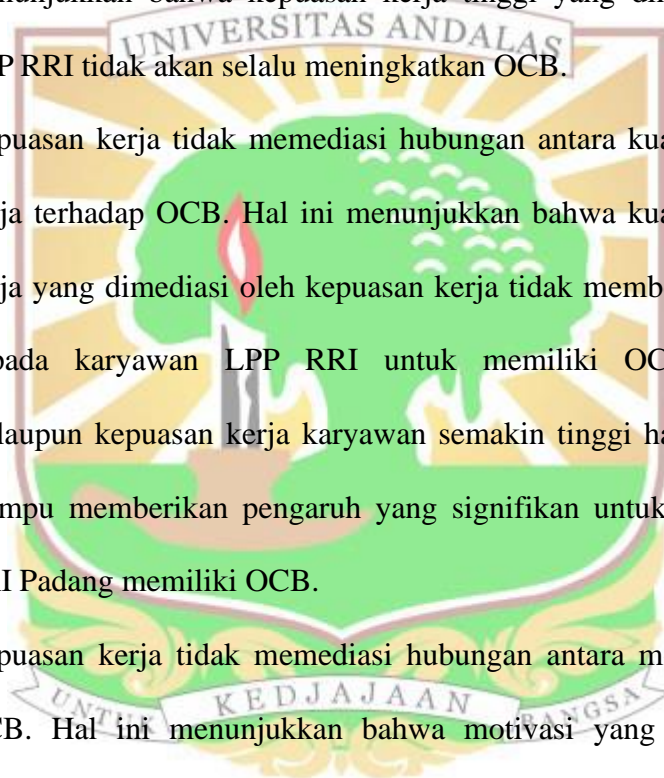 nunjukkan bahwa kepuasan kerja tinggi yang di
UNIVERSITAS ANDALAS
P RRI tidak akan selalu meningkatkan OCB.
puasan kerja tidak memediasi hubungan antara kua
ja terhadap OCB. Hal ini menunjukkan bahwa kua
ja yang dimediasi oleh kepuasan kerja tidak memb
pada karyawan LPP RRI untuk memiliki OC
laupun kepuasan kerja karyawan semakin tinggi ha
mpu memberikan pengaruh yang signifikan untuk
I Padang memiliki OCB.
puasan kerja tidak memediasi hubungan antara m
UNTUK KEDJAJAAN BANGSA
CB. Hal ini menunjukkan bahwa motivasi yang